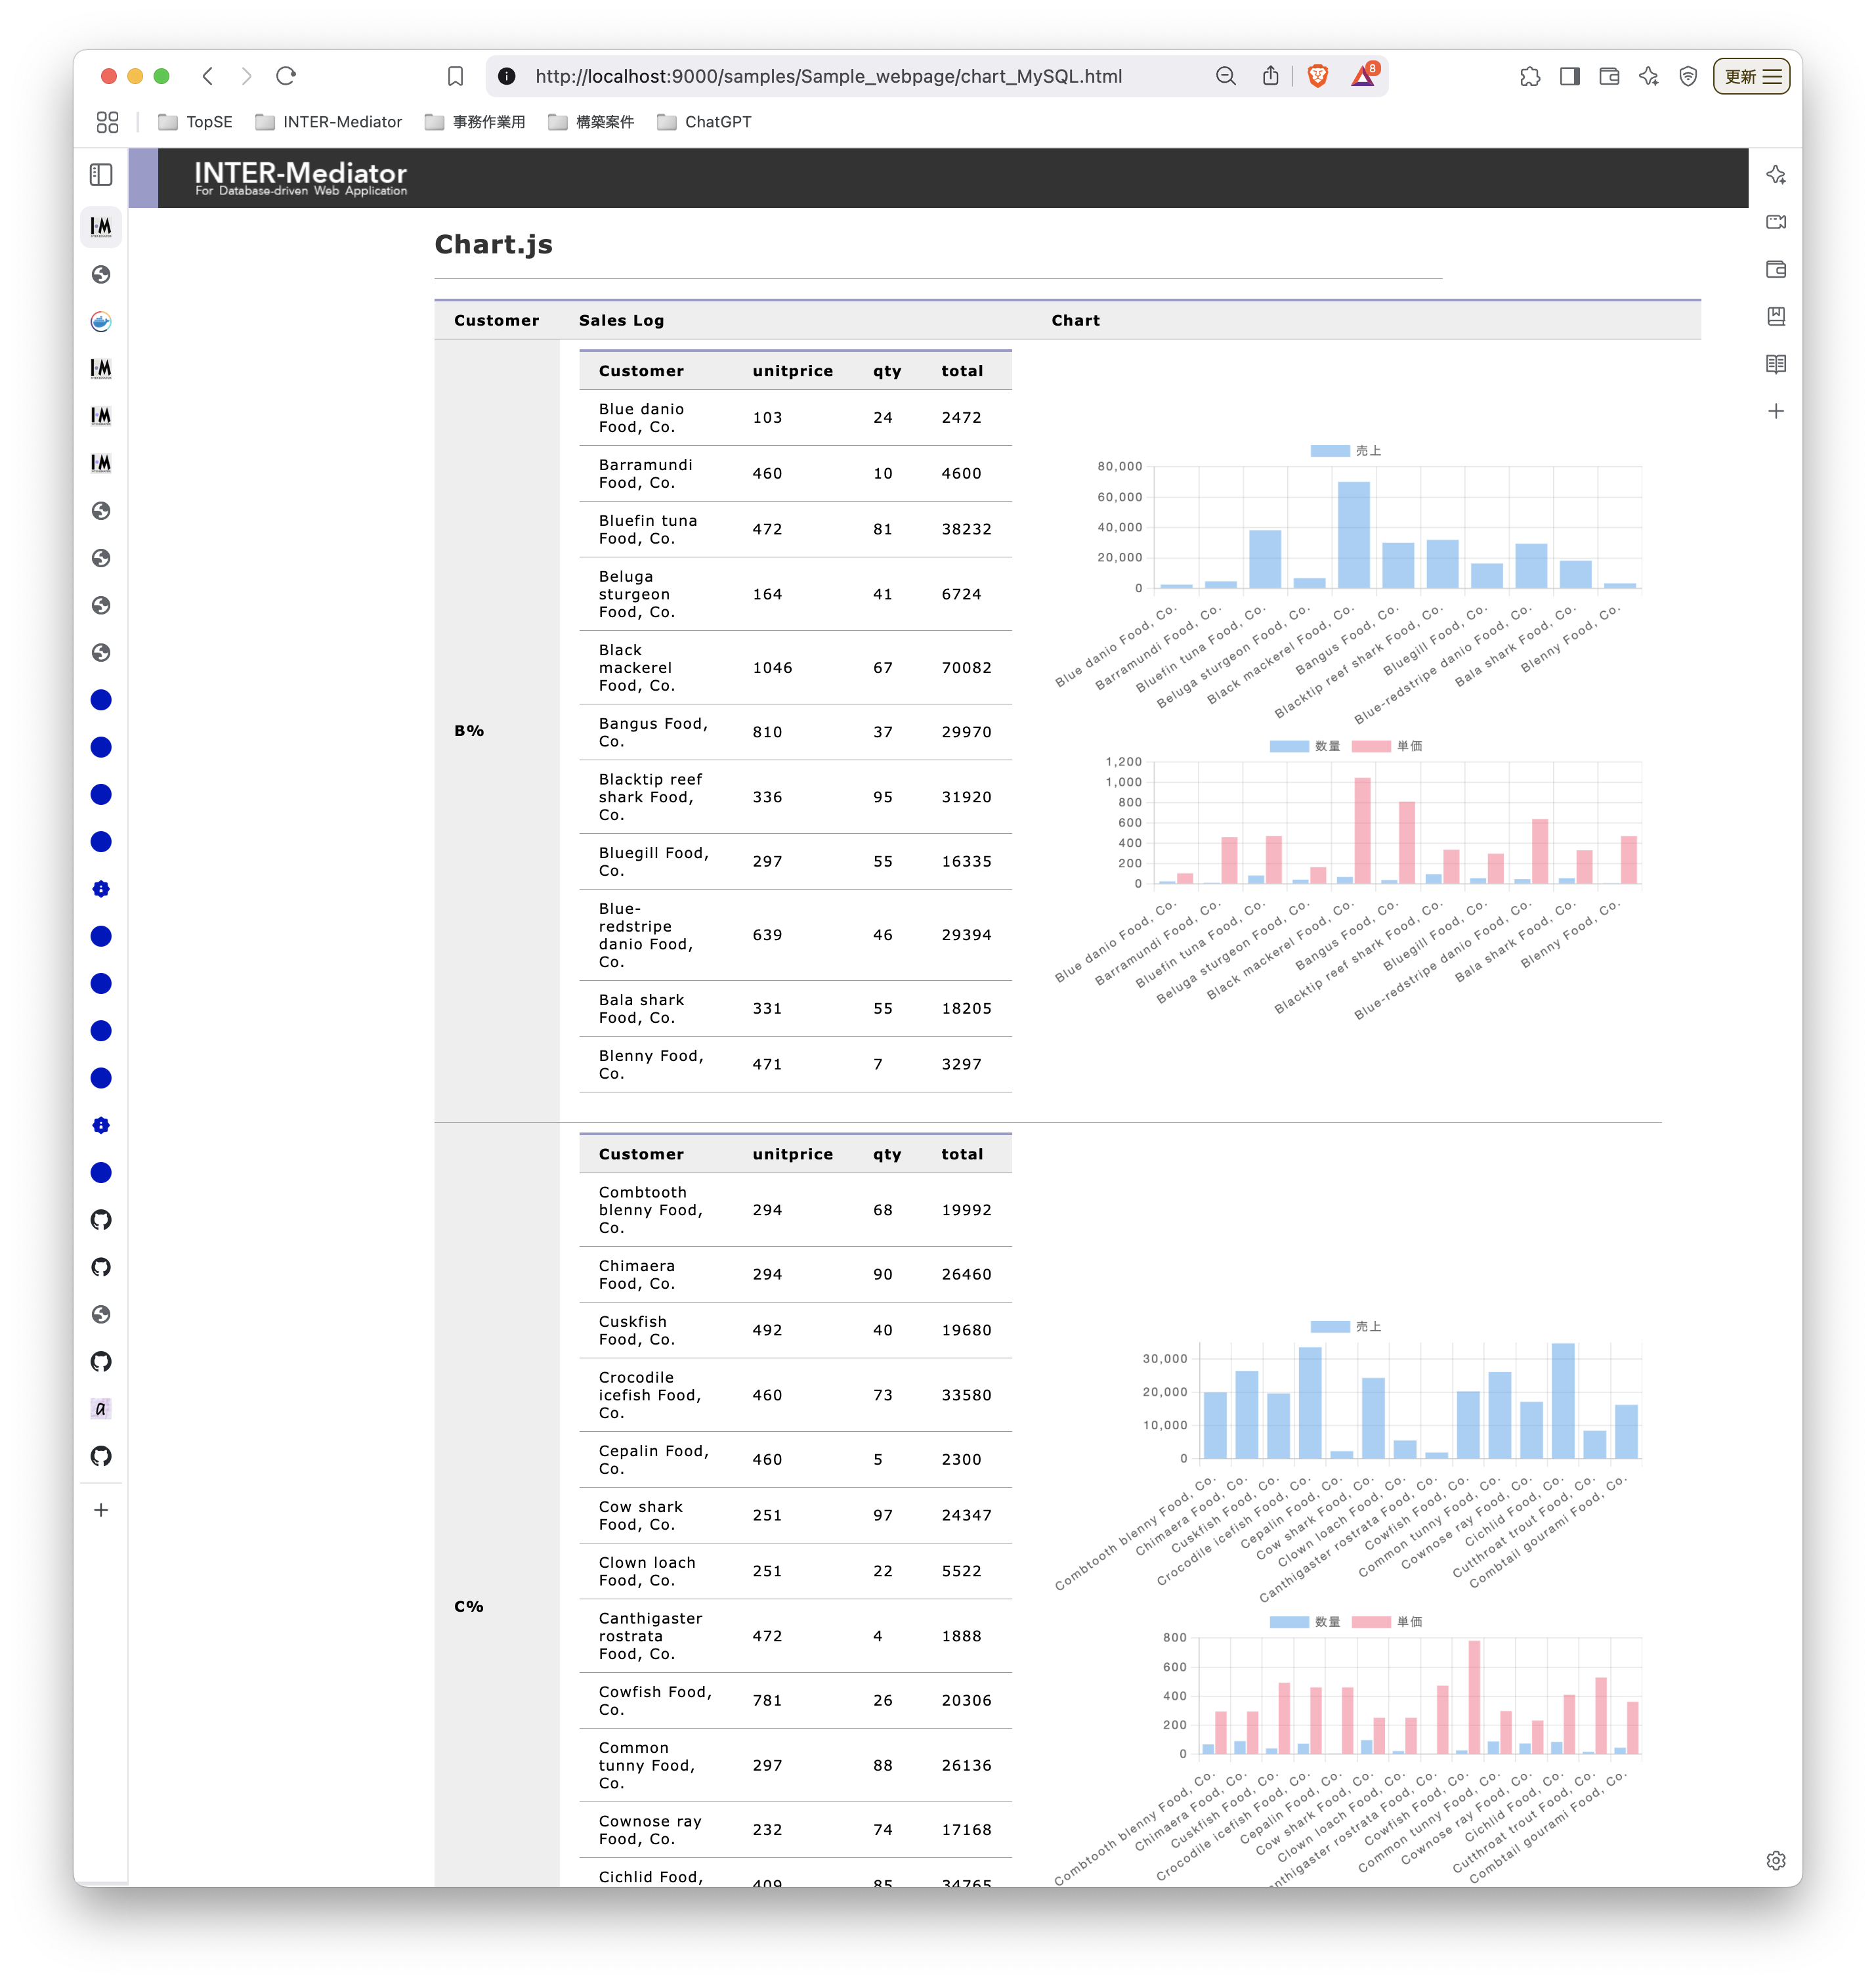 http://localhost:9000/samples/Sample_webpage/chart_MySQL.html
8
更新
TopSE
INTER-Mediator
事務作業用
構築案件
ChatGPT
INTER-Mediator
For Database-driven Web Application
Chart.js
Customer Sales Log Chart
B%
Customer unitprice qty total
Blue danio
Food, Co.
103 24 2472
Barramundi
Food, Co.
460 10 4600
Bluefin tuna
Food, Co.
472 81 38232
Beluga
sturgeon
Food, Co.
164 41 6724
Black
mackerel
Food, Co.
1046 67 70082
Bangus Food,
Co.
810 37 29970
Blacktip reef
shark Food,
Co.
336 95 31920
Bluegill Food,
Co.
297 55 16335
Blue-
redstripe
danio Food,
Co.
639 46 29394
Bala shark
Food, Co.
331 55 18205
Blenny Food,
Co.
471 7 3297
売上
80,000
60,000
40,000
20,000
0
Blue danio Food, Co.
Barramundi Food, Co.
Bluefin tuna Food, Co.
Beluga sturgeon Food, Co.
Black mackerel Food, Co.
Bangus Food, Co.
Blacktip reef shark Food, Co.
Bluegill Food, Co.
Blue-redstripe danio Food, Co.
Bala shark Food, Co.
Blenny Food, Co.
数量 単価
1,200
1,000
800
600
400
200
0
Blue danio Food, Co.
Barramundi Food, Co.
Bluefin tuna Food, Co.
Beluga sturgeon Food, Co.
Black mackerel Food, Co.
Bangus Food, Co.
Blacktip reef shark Food, Co.
Bluegill Food, Co.
Blue-redstripe danio Food, Co.
Bala shark Food, Co.
Blenny Food, Co.
C%
Customer unitprice qty total
Combtooth
blenny Food,
Co.
294 68 19992
Chimaera
Food, Co.
294 90 26460
Cuskfish
Food, Co.
492 40 19680
Crocodile
icefish Food,
Co.
460 73 33580
Cepalin Food,
Co.
460 5 2300
Cow shark
Food, Co.
251 97 24347
Clown loach
Food, Co.
251 22 5522
Canthigaster
rostrata
Food, Co.
472 4 1888
Cowfish Food,
Co.
781 26 20306
Common
tunny Food,
Co.
297 88 26136
Cownose ray
Food, Co.
232 74 17168
Cichlid Food,
409 85 34765
売上
30,000
20,000
10,000
0
Combtooth blenny Food, Co.
Chimaera Food, Co.
Cuskfish Food, Co.
Crocodile icefish Food, Co.
Cepalin Food, Co.
Cow shark Food, Co.
Clown loach Food, Co.
Canthigaster rostrata Food, Co.
Cowfish Food, Co.
Common tunny Food, Co.
Cownose ray Food, Co.
Cichlid Food, Co.
Cutthroat trout Food, Co.
Combtail gourami Food, Co.
数量 単価
800
600
400
200
0
Combtooth blenny Food, Co.
Chimaera Food, Co.
Cuskfish Food, Co.
Crocodile icefish Food, Co.
Cepalin Food, Co.
Cow shark Food, Co.
Clown loach Food, Co.
nthigaster rostrata Food, Co.
Cowfish Food, Co.
Common tunny Food, Co.
Cownose ray Food, Co.
Cichlid Food, Co.
Cutthroat trout Food, Co.
Combtail gourami Food, Co.